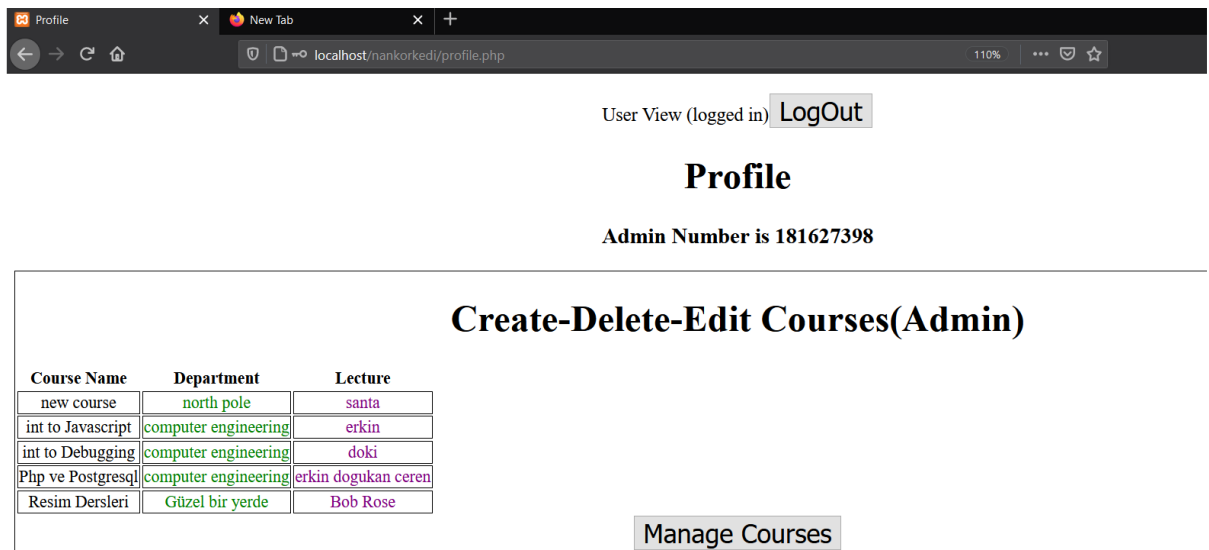 Profile
New Tab
localhost/nankorkedi/profile.php
110%
User View (logged in) LogOut
Profile
Admin Number is 181627398
Create-Delete-Edit Courses(Admin)
Course Name Department Lecture
new course north pole santa
int to Javascript computer engineering erkin
int to Debugging computer engineering doki
Php ve Postgresql computer engineering erkin dogukan ceren
Resim Dersleri Güzel bir yerde Bob Rose
Manage Courses